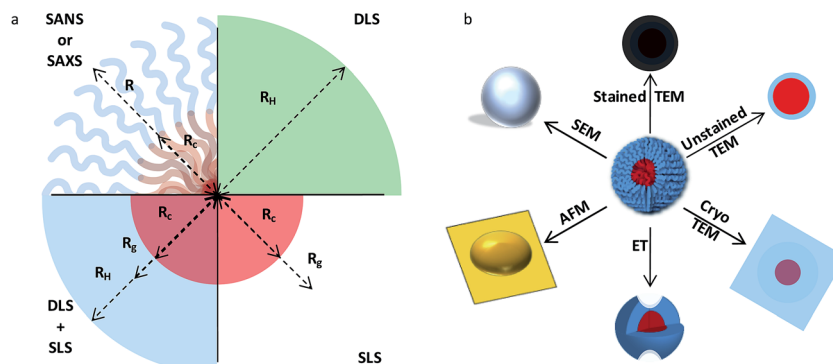 a
SANS
or
SAXS
DLS
R
R_H
R_c
R_c
R_c
R_g
R_g
R_H
DLS
+
SLS
SLS
b
Stained TEM
SEM
Unstained
TEM
AFM
Cryo
TEM
ET